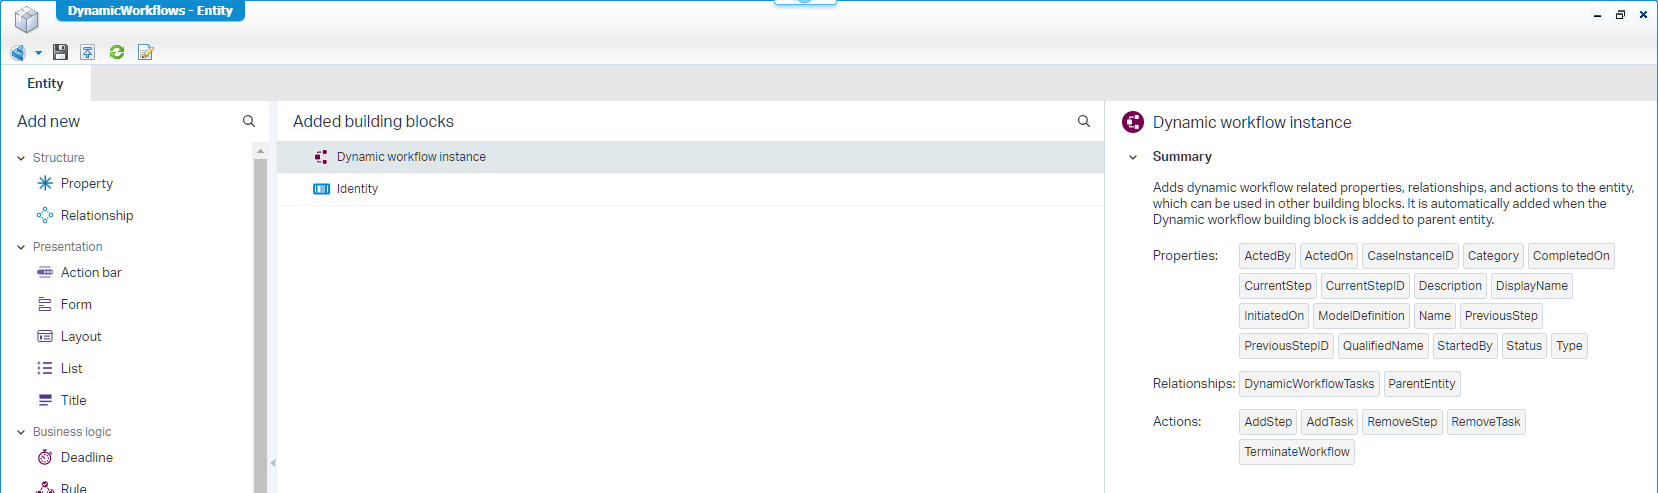 DynamicWorkflows - Entity
Entity
Add new
Structure
Property
Relationship
Presentation
Action bar
Form
Layout
List
Title
Business logic
Deadline
Rule
Added building blocks
Dynamic workflow instance
Identity
Dynamic workflow instance
Summary
Adds dynamic workflow related properties, relationships, and actions to the entity,
which can be used in other building blocks. It is automatically added when the
Dynamic workflow building block is added to parent entity.
Properties: ActedBy ActedOn CaseInstanceID Category CompletedOn
CurrentStep CurrentStepID Description DisplayName
InitiatedOn ModelDefinition Name PreviousStep
PreviousStepID QualifiedName StartedBy Status Type
Relationships: DynamicWorkflowTasks ParentEntity
Actions: AddStep AddTask RemoveStep RemoveTask
TerminateWorkflow